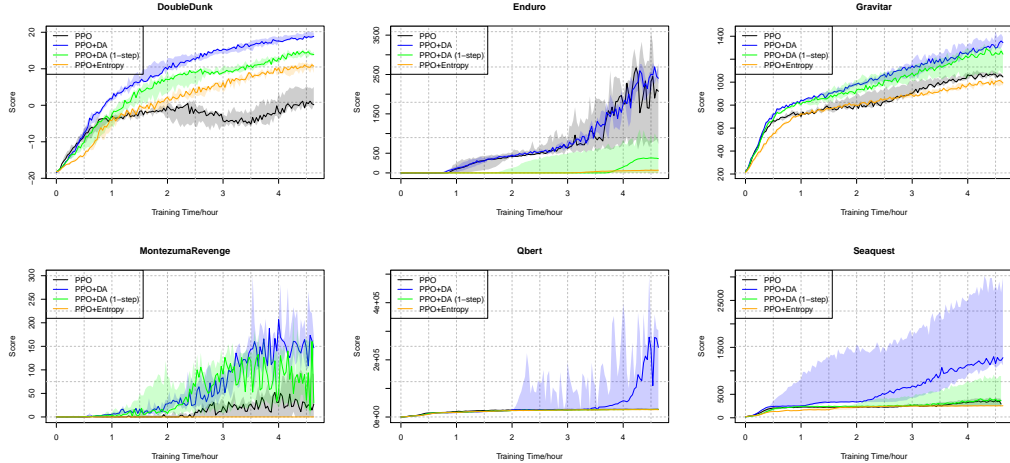 DoubleDunk
Score
20
10
0
−10
−20
PPO
PPO+DA
PPO+DA (1−step)
PPO+Entropy
0 1 2 3 4
Training Time/hour
Enduro
Score
3500
2500
1500
500
0
PPO
PPO+DA
PPO+DA (1−step)
PPO+Entropy
0 1 2 3 4
Training Time/hour
Gravitar
Score
1400
1000
800
600
400
200
PPO
PPO+DA
PPO+DA (1−step)
PPO+Entropy
0 1 2 3 4
Training Time/hour
MontezumaRevenge
Score
300
250
200
150
100
50
0
PPO
PPO+DA
PPO+DA (1−step)
PPO+Entropy
0 1 2 3 4
Training Time/hour
Qbert
Score
4e+05
2e+05
0e+00
PPO
PPO+DA
PPO+DA (1−step)
PPO+Entropy
0 1 2 3 4
Training Time/hour
Seaquest
Score
25000
15000
5000
0
PPO
PPO+DA
PPO+DA (1−step)
PPO+Entropy
0 1 2 3 4
Training Time/hour